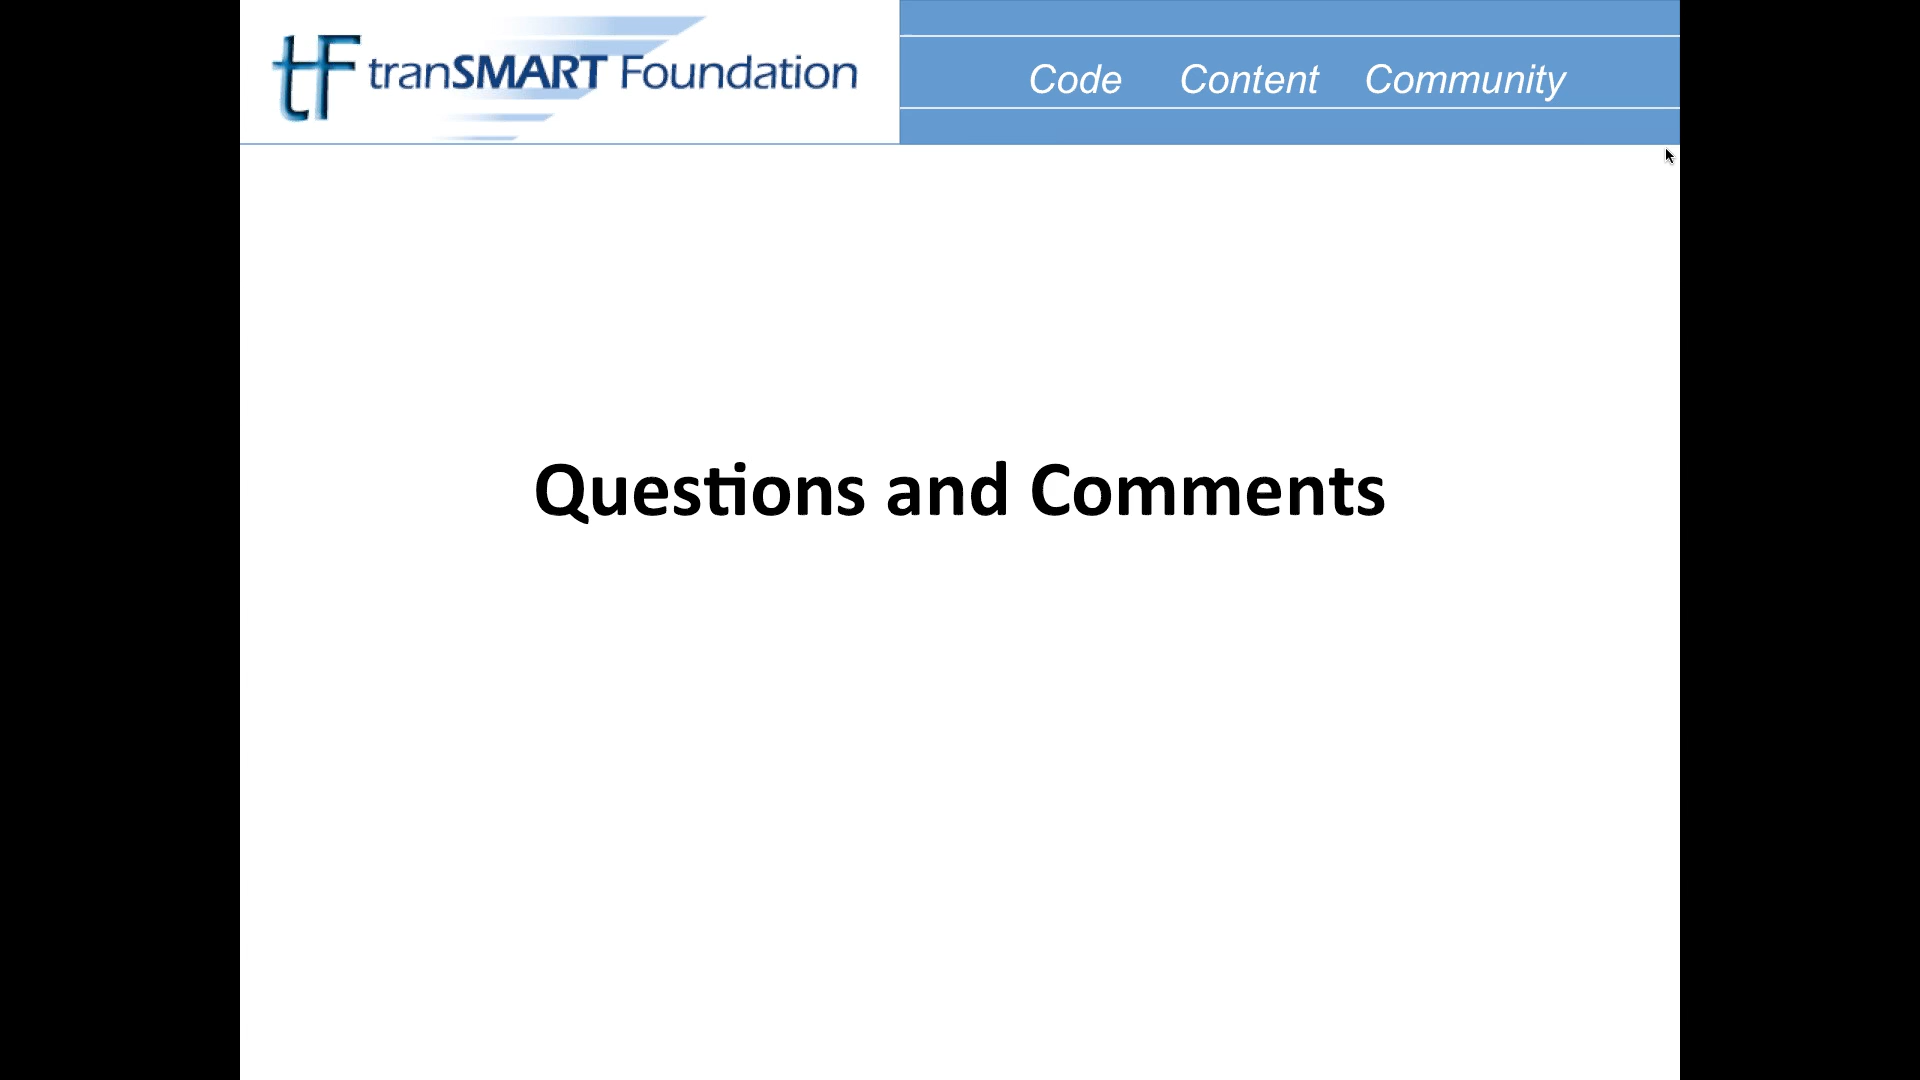 tF tranSMART Foundation
Code Content Community
Questions and Comments